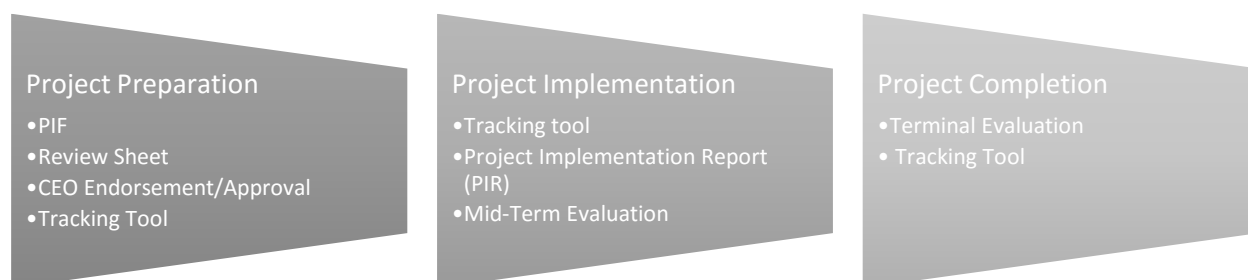 Project Preparation
•PIF
•Review Sheet
•CEO Endorsement/Approval
•Tracking Tool
Project Implementation
•Tracking tool
•Project Implementation Report
(PIR)
•Mid-Term Evaluation
Project Completion
•Terminal Evaluation
• Tracking Tool